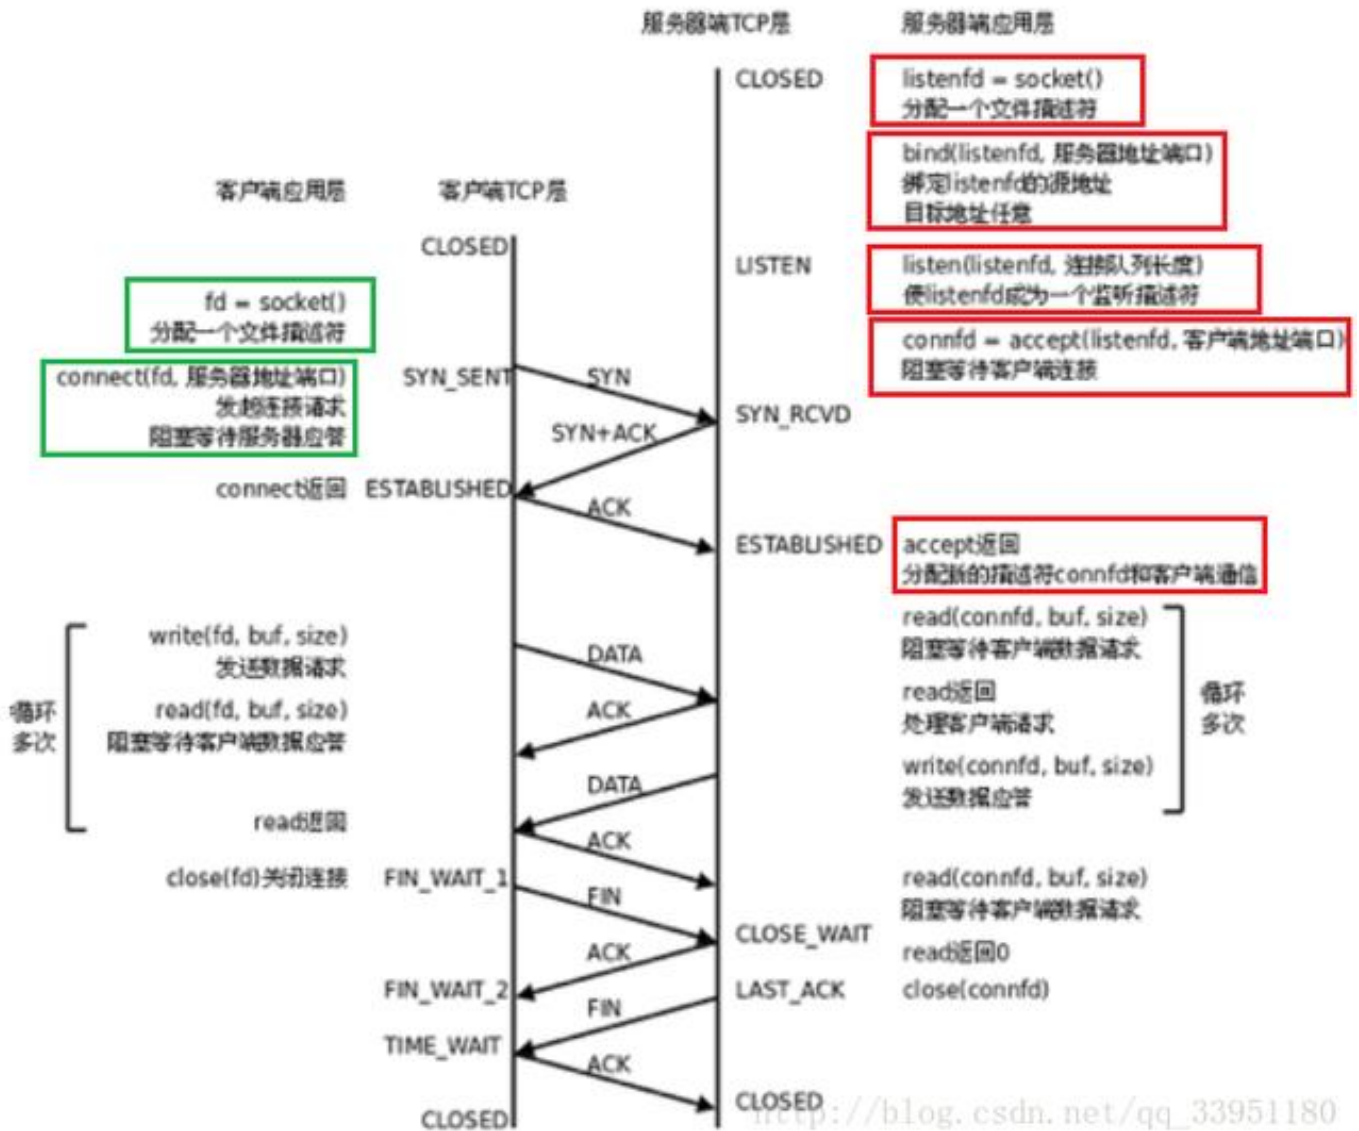 服务器端TCP层 服务器端应用层
CLOSED listenfd = socket()
分配一个文件描述符
bind(listenfd, 服务器地址端口)
绑定listenfd的源地址
客户端应用层 客户端TCP层
目标地址任意
CLOSED
LISTEN listen(listenfd, 连接队列长度)
使listenfd成为一个监听描述符
fd = socket()
分配一个文件描述符
connfd = accept(listenfd, 客户端地址端口)
阻塞等待客户端连接
connect(fd, 服务器地址端口) SYN_SENT SYN
发起连接请求
SYN_RCVD
阻塞等待服务器应答 SYN+ACK
connect返回 ESTABLISHED
ACK
ESTABLISHED accept返回
分配新的描述符connfd和客户端通信
read(connfd, buf, size)
write(fd, buf, size)
阻塞等待客户端数据请求
发送数据请求 DATA
read返回
循环 read(fd, buf, size) ACK 循环
处理客户端请求 多次
多次 阻塞等待客户端数据应答
write(connfd, buf, size)
DATA
发送数据应答
read返回
ACK
close(fd)关闭连接 FIN_WAIT_1 read(connfd, buf, size)
FIN
阻塞等待客户端数据请求
CLOSE_WAIT
ACK read返回0
FIN_WAIT_2 LAST_ACK close(connfd)
FIN
TIME_WAIT
ACK
CLOSED
CLOSED
http://blog.csdn.net/qq_33951180